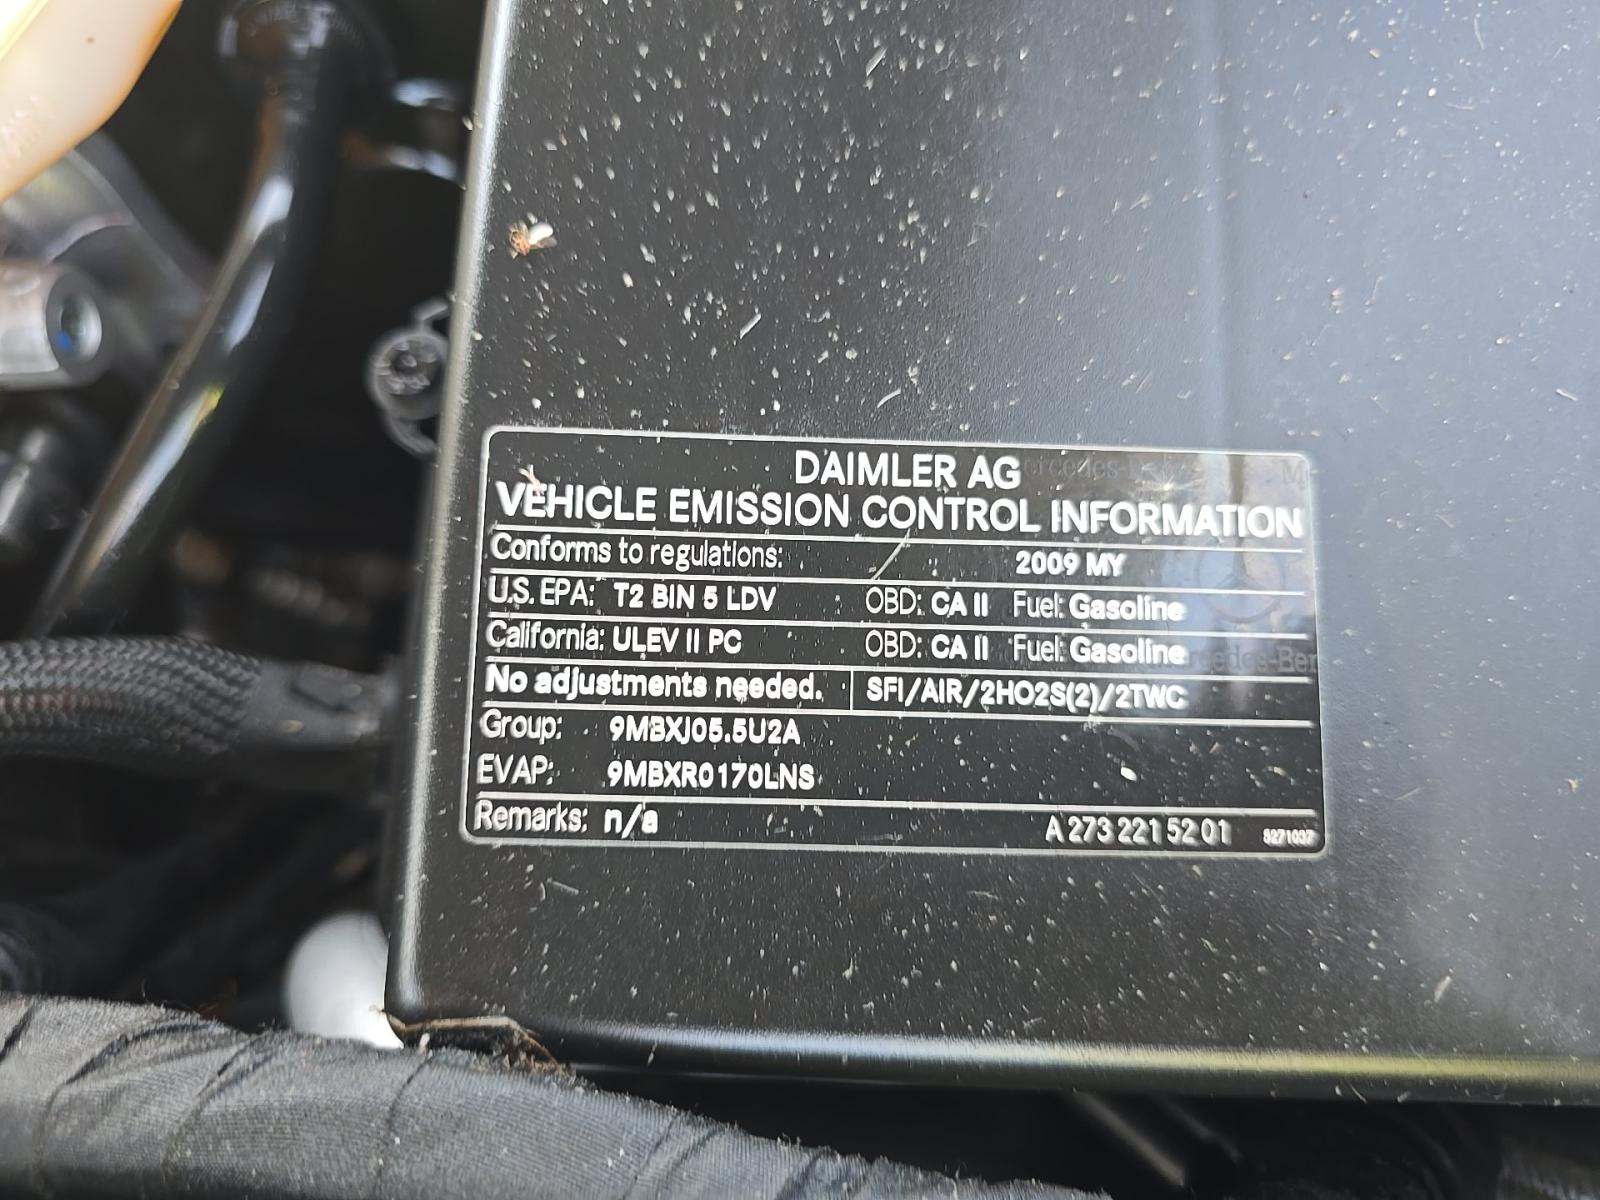 DAIMLER AG
VEHICLE EMISSION CONTROL INFORMATION
Conforms to regulations: 2009 MY
U.S. EPA: T2 BIN 5 LDV OBD: CA II Fuel: Gasoline
California: ULEV II PC OBD: CA II Fuel: Gasoline
No adjustments needed. SFI/AIR/2HO2S(2)/2TWC
Group: 9MBXJ05.5U2A
EVAP: 9MBXR0170LNS
Remarks: n/a A 273 221 52 01